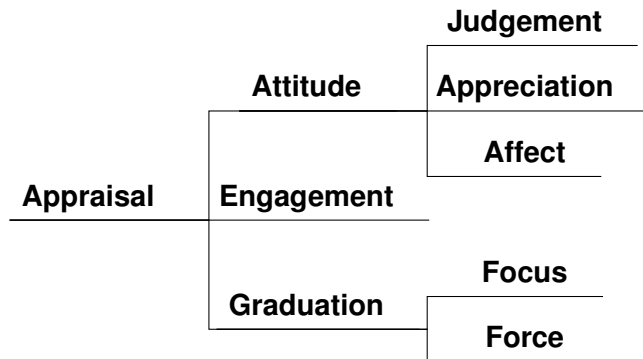 Judgement
Attitude Appreciation
Affect
Appraisal Engagement
Focus
Graduation
Force